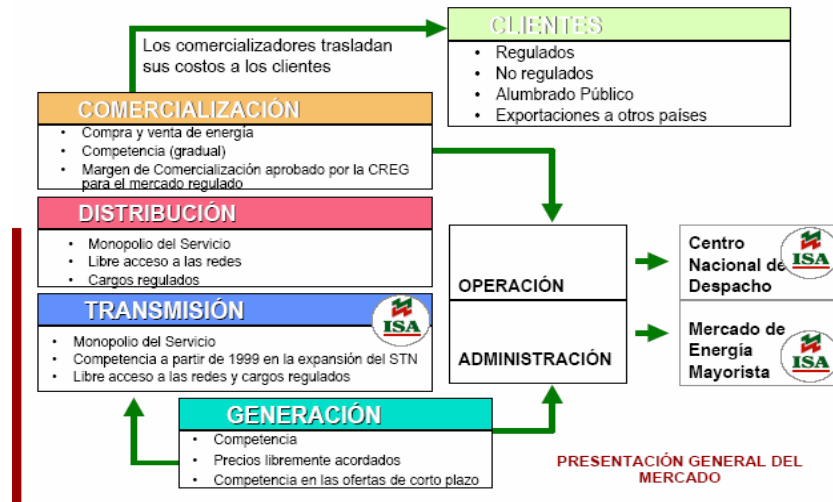 CLIENTES
Los comercializadores trasladan
sus costos a los clientes
• Regulados
• No regulados
• Alumbrado Público
• Exportaciones a otros países
COMERCIALIZACIÓN
• Compra y venta de energía
• Competencia (gradual)
• Margen de Comercialización aprobado por la CREG
para el mercado regulado
DISTRIBUCIÓN
• Monopolio del Servicio
• Libre acceso a las redes
• Cargos regulados
TRANSMISIÓN
ISA
• Monopolio del Servicio
• Competencia a partir de 1999 en la expansión del STN
• Libre acceso a las redes y cargos regulados
OPERACIÓN
ADMINISTRACIÓN
Centro
Nacional de
Despacho
ISA
Mercado de
Energía
Mayorista
ISA
GENERACIÓN
• Competencia
• Precios libremente acordados
• Competencia en las ofertas de corto plazo
PRESENTACIÓN GENERAL DEL
MERCADO